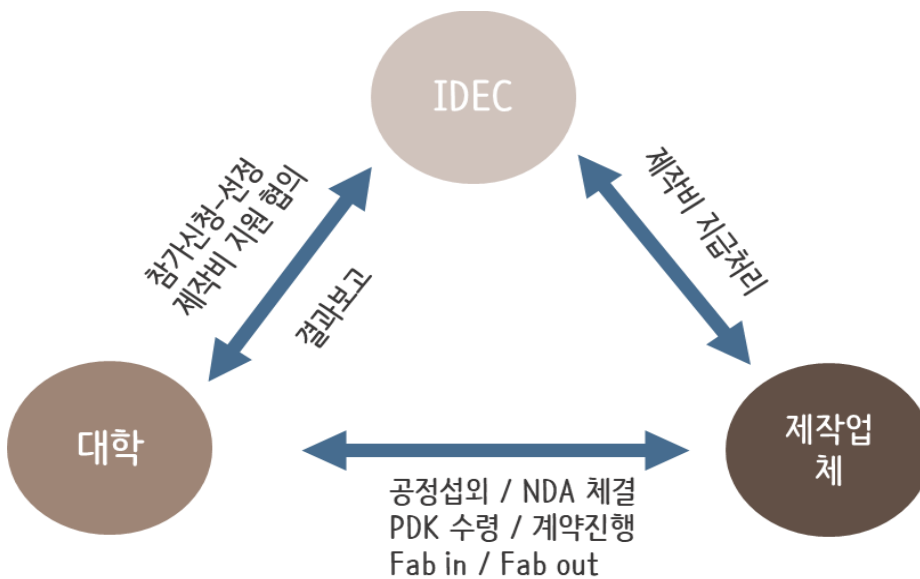 IDEC
참가신청-선정
제작비 지원 협의
결과보고
제작비 지급처리
대학
제작업
체
공정섭외 / NDA 체결
PDK 수령 / 계약진행
Fab in / Fab out